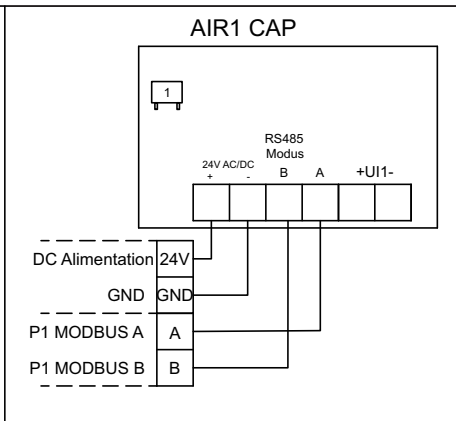 AIR1 CAP
1
RS485
Modus
24V AC/DC
+ - B A +UI1-
DC Alimentation 24V
GND GND
P1 MODBUS A A
P1 MODBUS B B